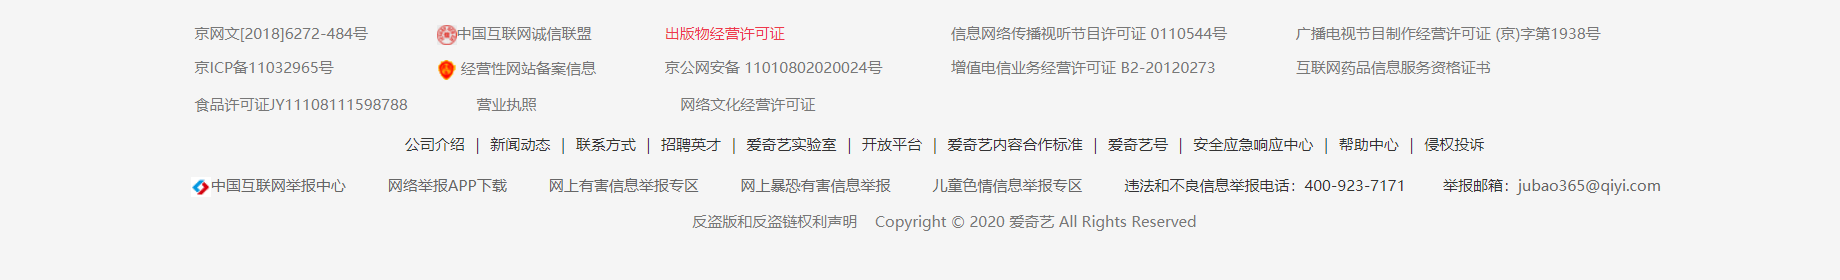 京网文[2018]6272-484号 中国互联网诚信联盟 出版物经营许可证 信息网络传播视听节目许可证 0110544号 广播电视节目制作经营许可证 (京)字第1938号
京ICP备11032965号 经营性网站备案信息 京公网安备 11010802020024号 增值电信业务经营许可证 B2-20120273 互联网药品信息服务资格证书
食品许可证JY11108111598788 营业执照 网络文化经营许可证
公司介绍 | 新闻动态 | 联系方式 | 招聘英才 | 爱奇艺实验室 | 开放平台 | 爱奇艺内容合作标准 | 爱奇艺号 | 安全应急响应中心 | 帮助中心 | 侵权投诉
中国互联网举报中心 网络举报APP下载 网上有害信息举报专区 网上暴恐有害信息举报 儿童色情信息举报专区 违法和不良信息举报电话：400-923-7171 举报邮箱：jubao365@qiyi.com
反盗版和反盗链权利声明 Copyright © 2020 爱奇艺 All Rights Reserved